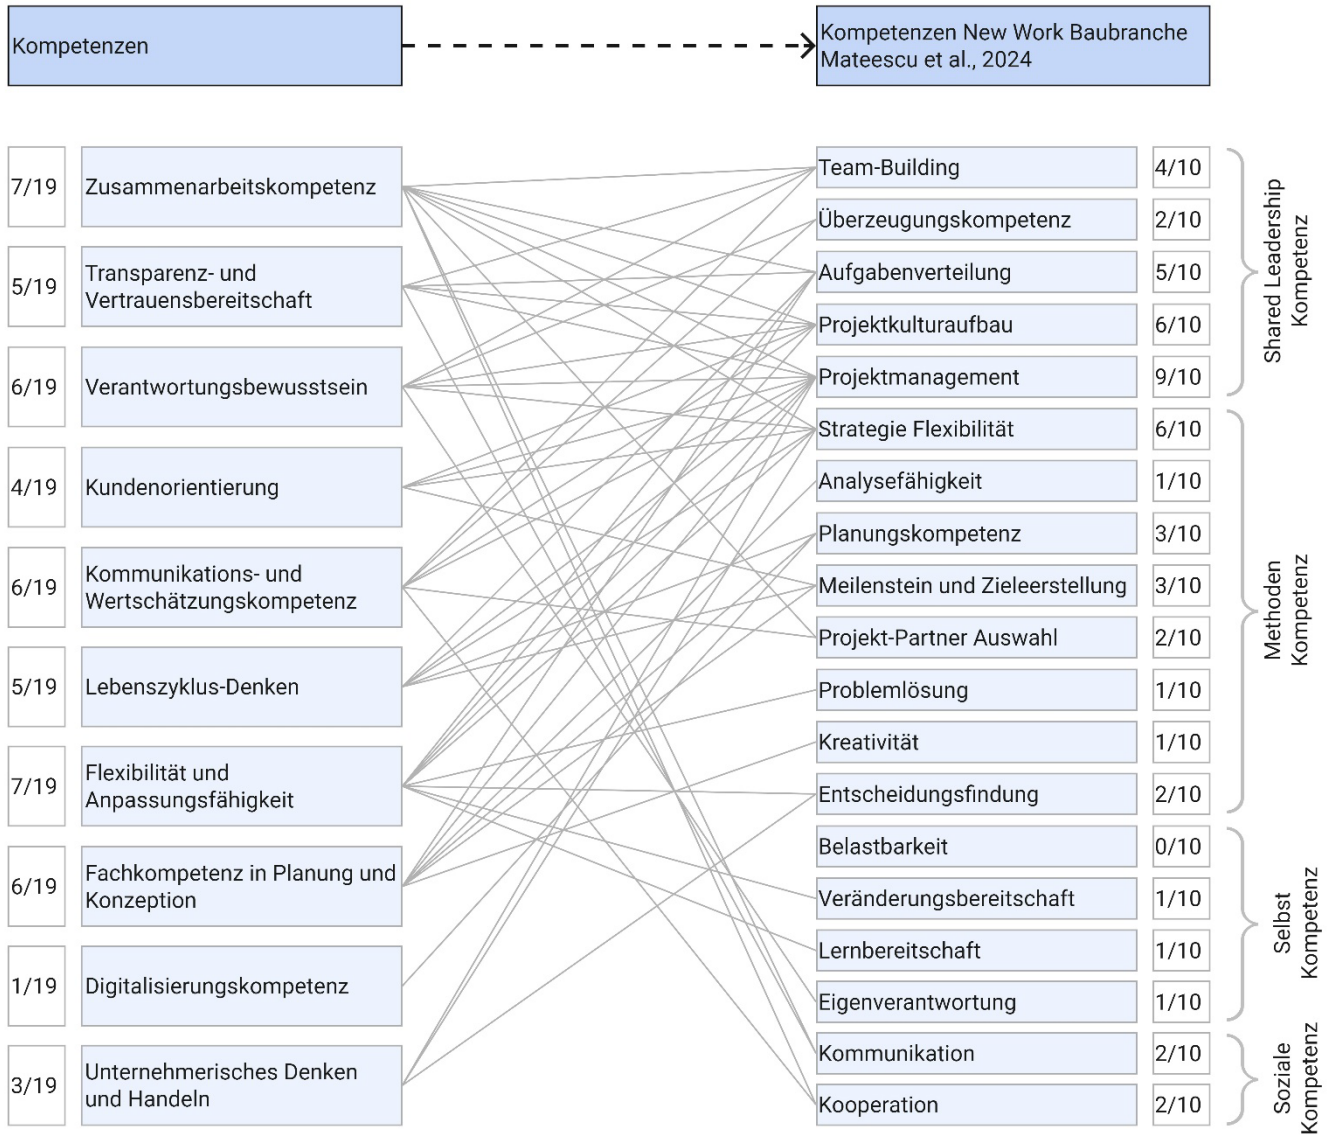 Kompetenzen
Kompetenzen New Work Baubranche
Mateescu et al., 2024
7/19
Zusammenarbeitskompetenz
5/19
Transparenz- und
Vertrauensbereitschaft
6/19
Verantwortungsbewusstsein
4/19
Kundenorientierung
6/19
Kommunikations- und
Wertschätzungskompetenz
5/19
Lebenszyklus-Denken
7/19
Flexibilität und
Anpassungsfähigkeit
6/19
Fachkompetenz in Planung und
Konzeption
1/19
Digitalisierungskompetenz
3/19
Unternehmerisches Denken
und Handeln
Team-Building
4/10
Überzeugungskompetenz
2/10
Aufgabenverteilung
5/10
Projektkulturaufbau
6/10
Projektmanagement
9/10
Strategie Flexibilität
6/10
Analysefähigkeit
1/10
Planungskompetenz
3/10
Meilenstein und Zieleerstellung
3/10
Projekt-Partner Auswahl
2/10
Problemlösung
1/10
Kreativität
1/10
Entscheidungsfindung
2/10
Belastbarkeit
0/10
Veränderungsbereitschaft
1/10
Lernbereitschaft
1/10
Eigenverantwortung
1/10
Kommunikation
2/10
Kooperation
2/10
Shared Leadership
Kompetenz
Methoden
Kompetenz
Selbst
Kompetenz
Soziale
Kompetenz